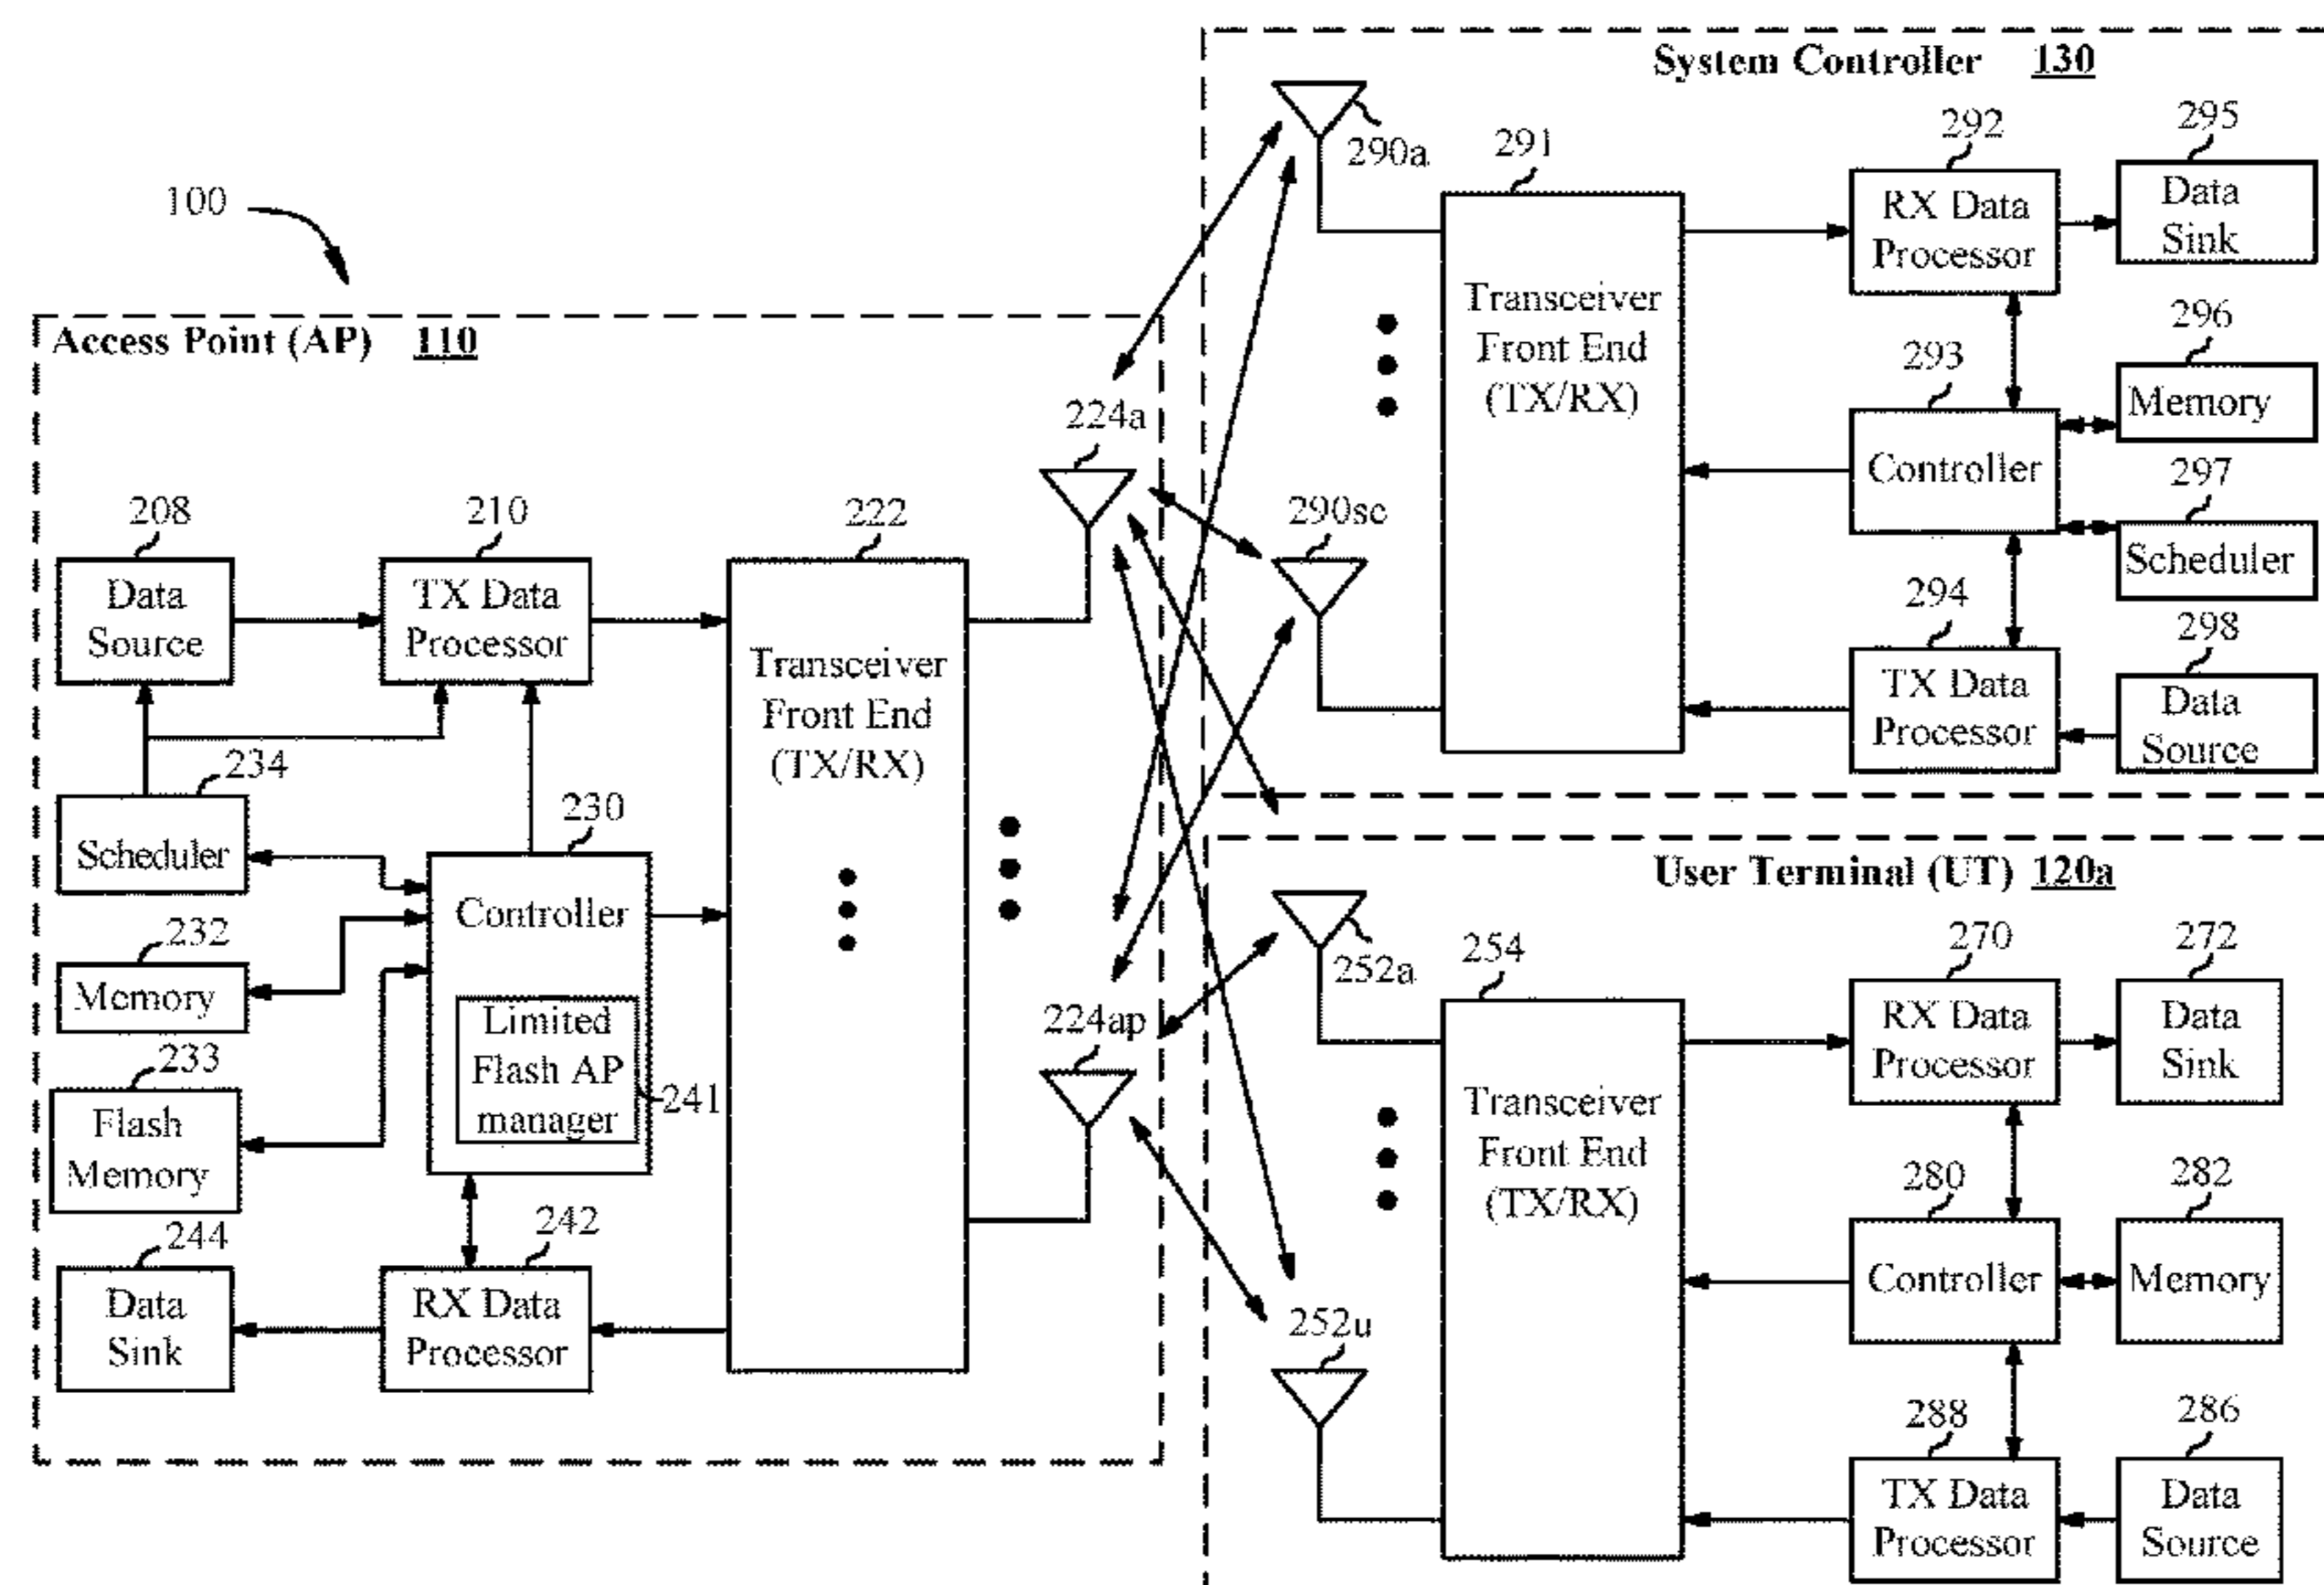 100
Access Point (AP) 110
208
Data
Source
210
TX Data
Processor
222
Transceiver
Front End
(TX/RX)
224a
234
Scheduler
230
Controller
Limited
Flash AP
manager
241
232
Memory
233
Flash
Memory
224ap
244
Data
Sink
242
RX Data
Processor
System Controller 130
290a
291
Transceiver
Front End
(TX/RX)
290sc
292
RX Data
Processor
295
Data
Sink
293
Controller
296
Memory
297
Scheduler
294
TX Data
Processor
298
Data
Source
User Terminal (UT) 120a
252a
254
Transceiver
Front End
(TX/RX)
252u
270
RX Data
Processor
272
Data
Sink
280
Controller
282
Memory
288
TX Data
Processor
286
Data
Source